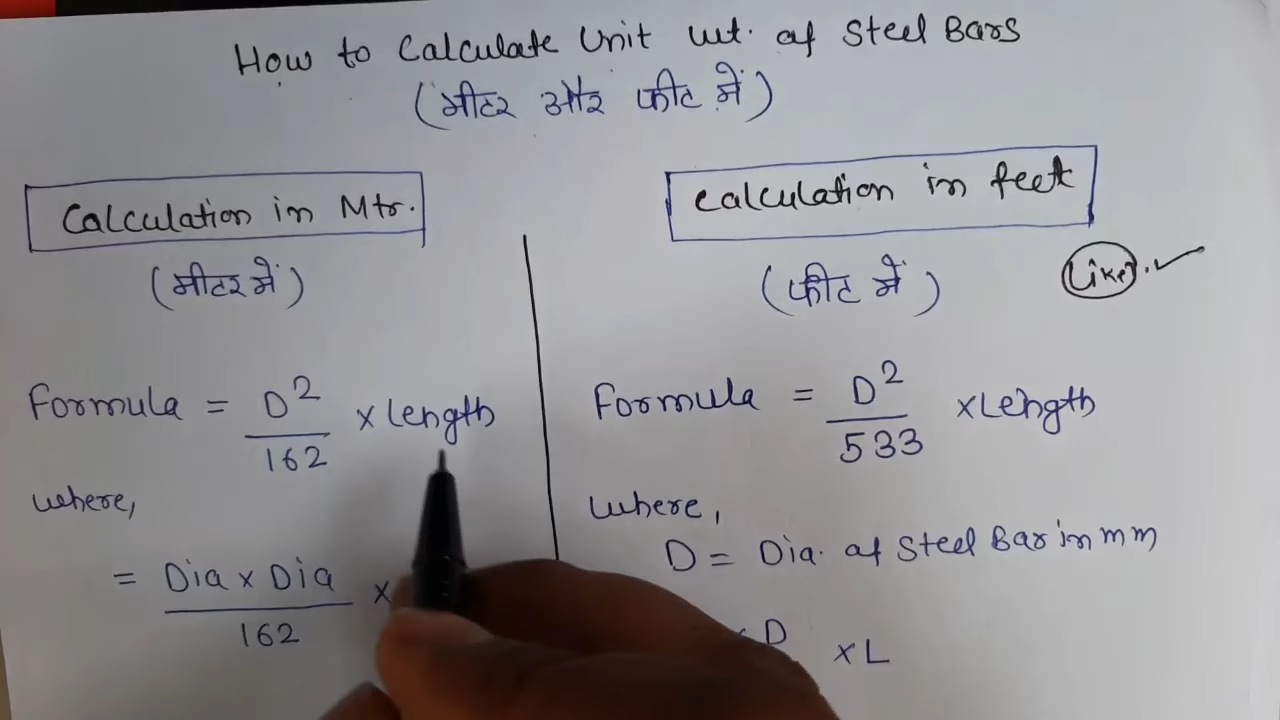 How to Calculate Unit wt. of Steel Bars
(मीटर और फीट में)
Calculation in Mtr.
(मीटर में)
Formula = D² × Length
162
where,
= Dia × Dia ×
162
Calculation in feet
(फीट में)
Like
Formula = D² × Length
533
where,
D = Dia. of Steel Bar in mm
D × L